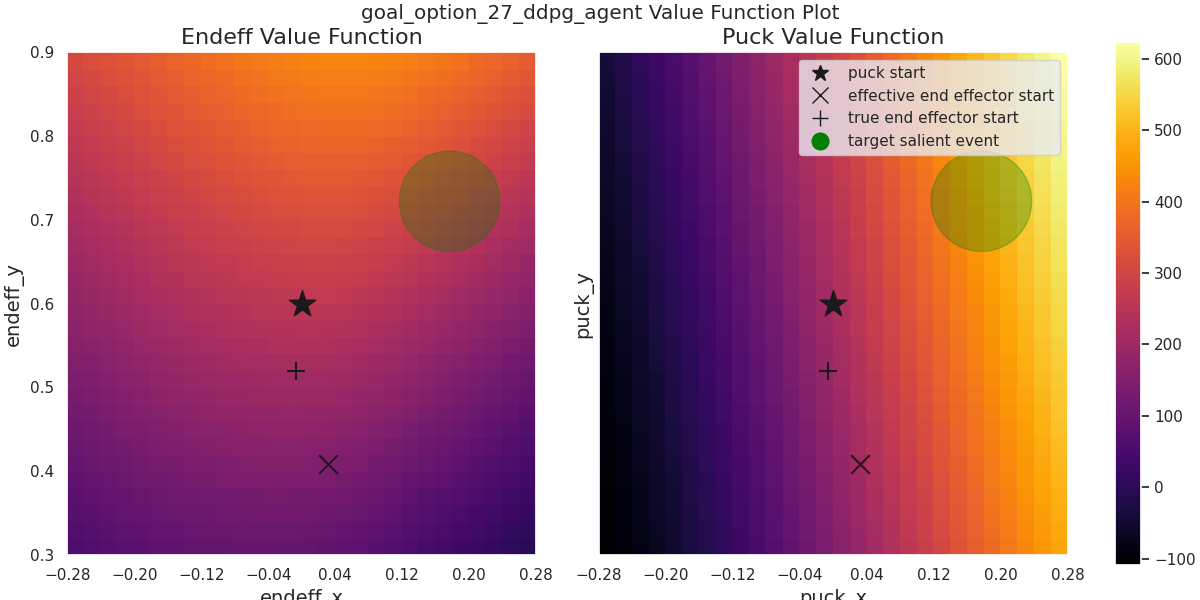 goal_option_27_ddpg_agent Value Function Plot
Endeff Value Function
Puck Value Function
puck start
effective end effector start
true end effector start
target salient event
endeff_y
0.9
0.8
0.7
0.6
0.5
0.4
0.3
−0.28 −0.20 −0.12 −0.04 0.04 0.12 0.20 0.28
endeff_x
puck_y
−0.28 −0.20 −0.12 −0.04 0.04 0.12 0.20 0.28
puck_x
600
500
400
300
200
100
0
−100